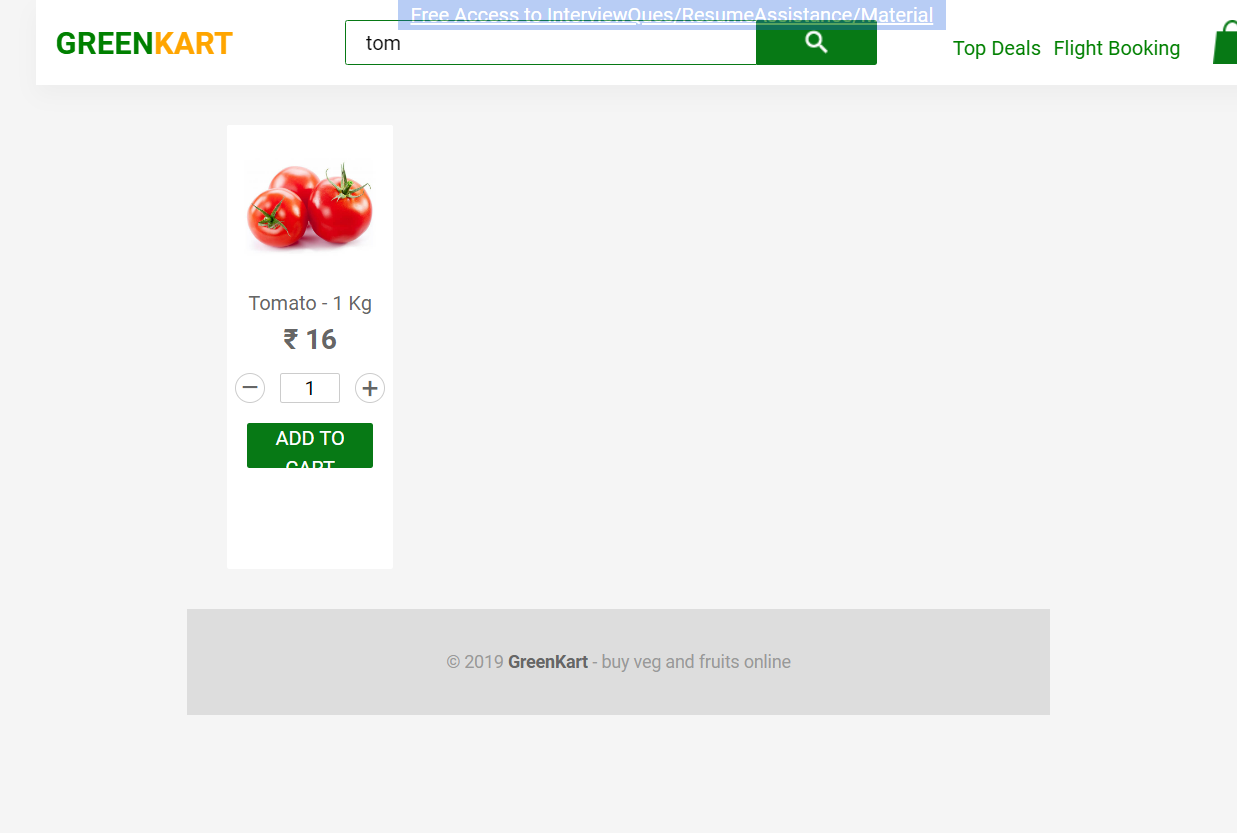 Free Access to InterviewQues/ResumeAssistance/Material
GREENKART
tom
Top Deals Flight Booking
Tomato - 1 Kg
₹ 16
− 1 +
ADD TO
CART
© 2019 GreenKart - buy veg and fruits online